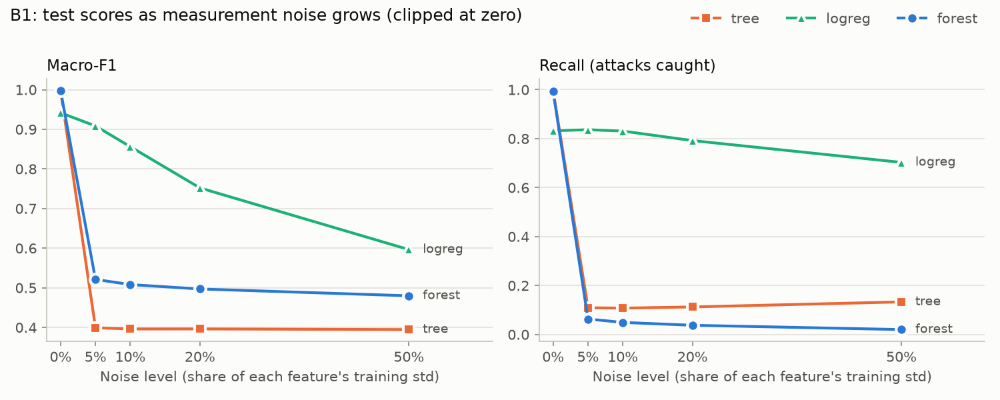 B1: test scores as measurement noise grows (clipped at zero)
tree
logreg
forest
Macro-F1
1.0
0.9
0.8
0.7
0.6
0.5
0.4
logreg
forest
tree
0% 5% 10% 20% 50%
Noise level (share of each feature's training std)
Recall (attacks caught)
1.0
0.8
0.6
0.4
0.2
0.0
logreg
tree
forest
0% 5% 10% 20% 50%
Noise level (share of each feature's training std)